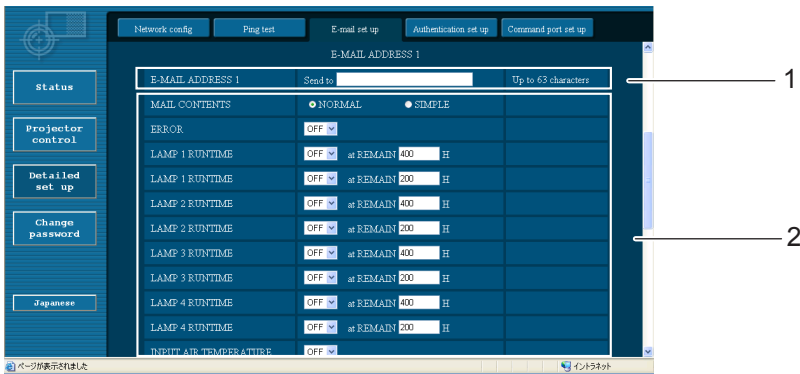 Network config Ping test E-mail set up Authentication set up Command port set up
E-MAIL ADDRESS 1
E-MAIL ADDRESS 1 Send to Up to 63 characters 1
Status
MAIL CONTENTS NORMAL SIMPLE
Projector
control
ERROR OFF
LAMP 1 RUNTIME OFF at REMAIN 400 H
Detailed
set up
LAMP 1 RUNTIME OFF at REMAIN 200 H
LAMP 2 RUNTIME OFF at REMAIN 400 H
Change
password
LAMP 2 RUNTIME OFF at REMAIN 200 H
2
LAMP 3 RUNTIME OFF at REMAIN 400 H
LAMP 3 RUNTIME OFF at REMAIN 200 H
Japanese
LAMP 4 RUNTIME OFF at REMAIN 400 H
LAMP 4 RUNTIME OFF at REMAIN 200 H
INPUT AIR TEMPERATURE OFF
ページが表示されました イントラネット